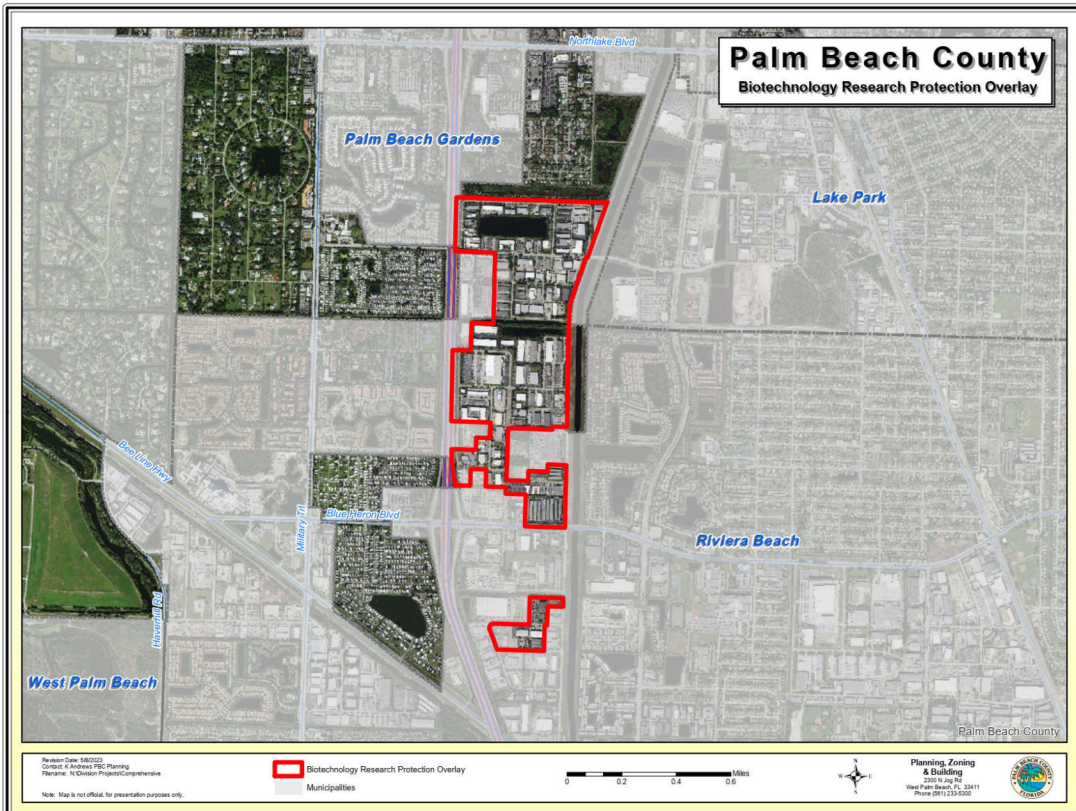 Palm Beach County
Biotechnology Research Protection Overlay
Northlake Blvd
Palm Beach Gardens
Lake Park
Bee Line Hwy
Military Trl
Blue Heron Blvd
Riviera Beach
Haverhill Rd
West Palm Beach
Palm Beach County
Revision Date: 5/8/2023
Contact: K Andrews PBC Planning
Filename: N:\Division Projects\Comprehensive
Note: Map is not official, for presentation purposes only.
Biotechnology Research Protection Overlay
Municipalities
Miles
0 0.2 0.4 0.6
N
W E
S
Planning, Zoning
& Building
2300 N Jog Rd
West Palm Beach, FL 33411
Phone (561) 233-5300
PALM BEACH COUNTY
FLORIDA